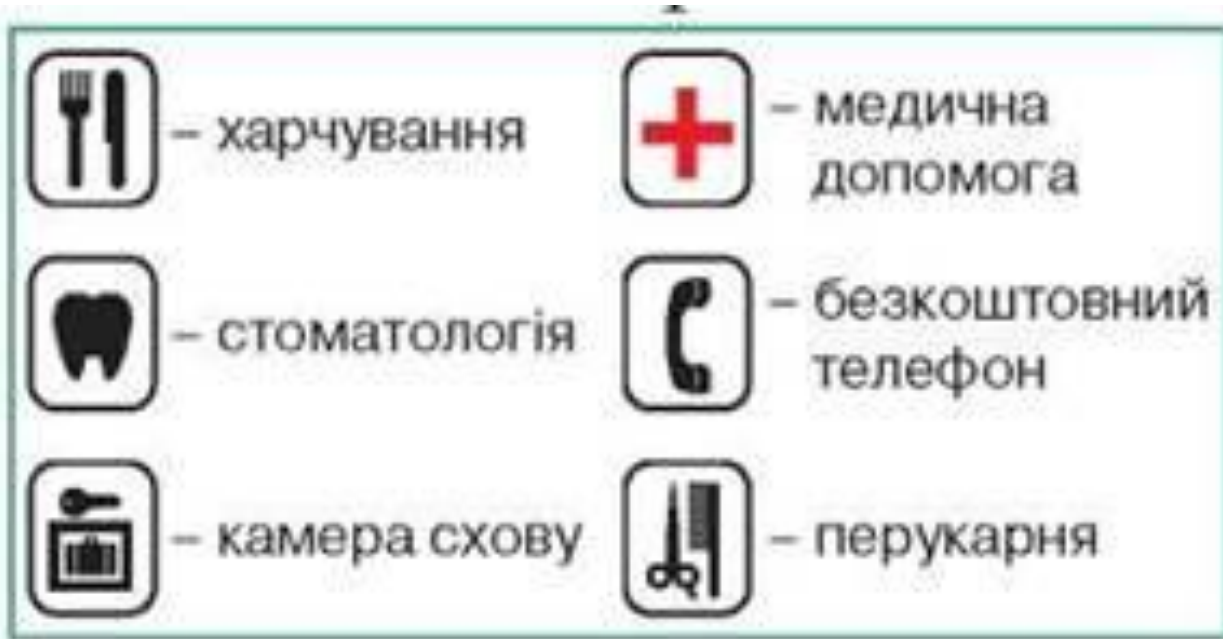 – харчування
– медична
допомога
– стоматологія
– безкоштовний
телефон
– камера схову
– перукарня